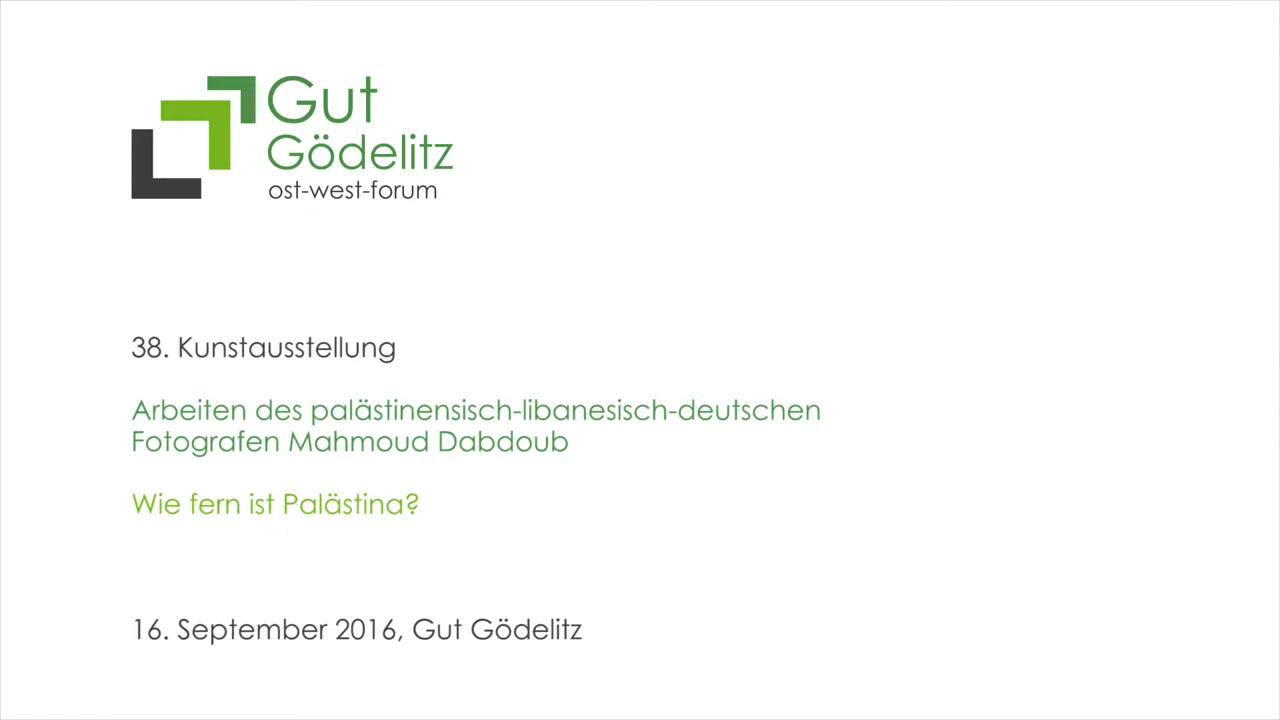 Gut
Gödelitz
ost-west-forum
38. Kunstausstellung
Arbeiten des palästinensisch-libanesisch-deutschen
Fotografen Mahmoud Dabdoub
Wie fern ist Palästina?
16. September 2016, Gut Gödelitz